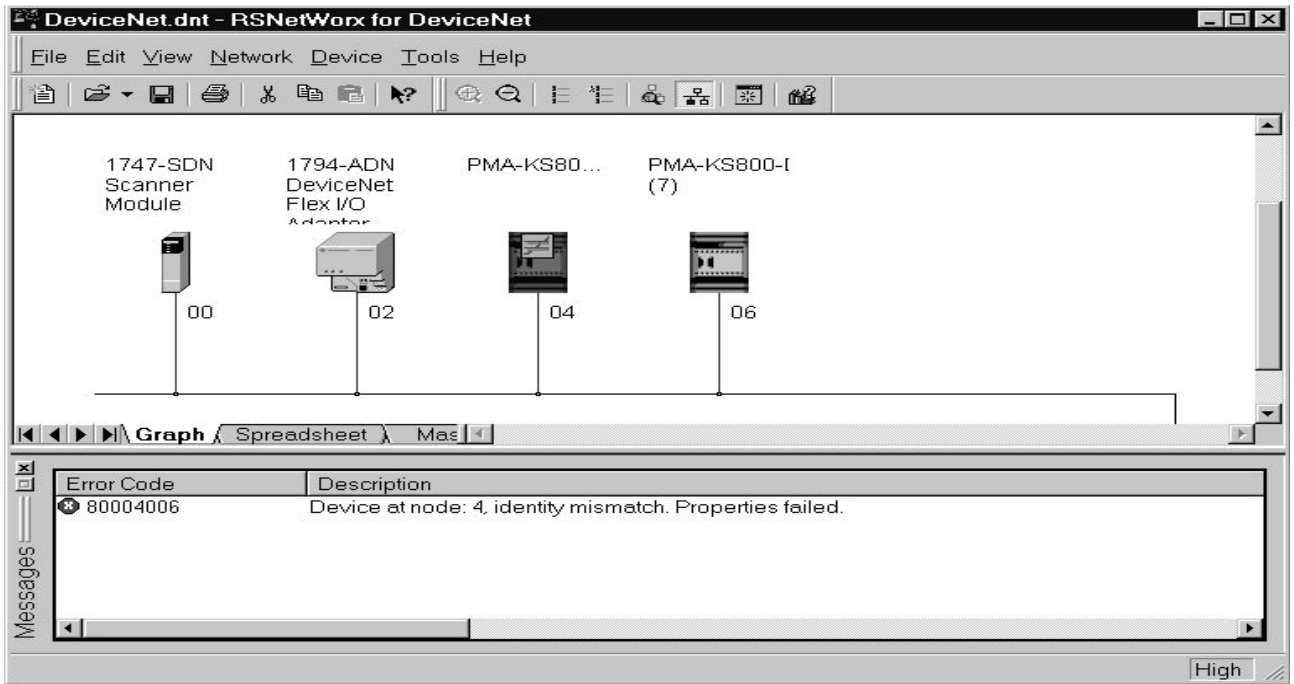 DeviceNet.dnt - RSNetWorx for DeviceNet
File Edit View Network Device Tools Help
1747-SDN
Scanner
Module
1794-ADN
DeviceNet
Flex I/O
Adapter
PMA-KS80...
PMA-KS800-D
(7)
00
02
04
06
Graph
Spreadsheet
Mas
Error Code
Description
80004006
Device at node: 4, identity mismatch. Properties failed.
Messages
High